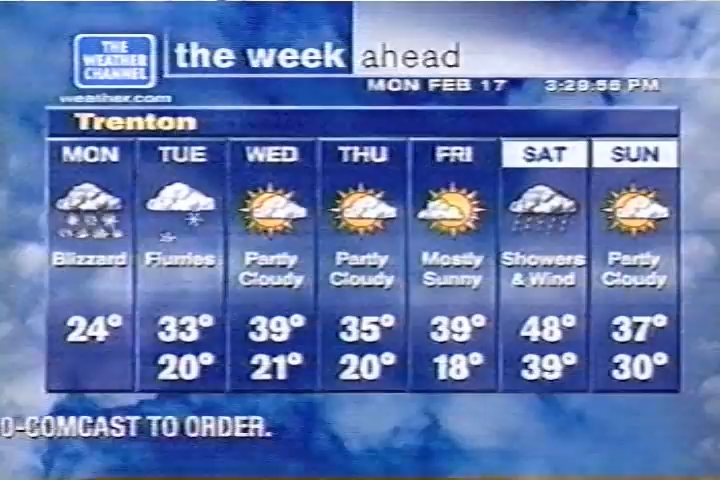 THE
WEATHER
CHANNEL
weather.com
the week ahead
MON FEB 17 3:29:58 PM
Trenton
MON TUE WED THU FRI SAT SUN
Blizzard Flurries Partly Cloudy Partly Cloudy Mostly Sunny Showers & Wind Partly Cloudy
24° 33° 39° 35° 39° 48° 37°
20° 21° 20° 18° 39° 30°
0-COMCAST TO ORDER.